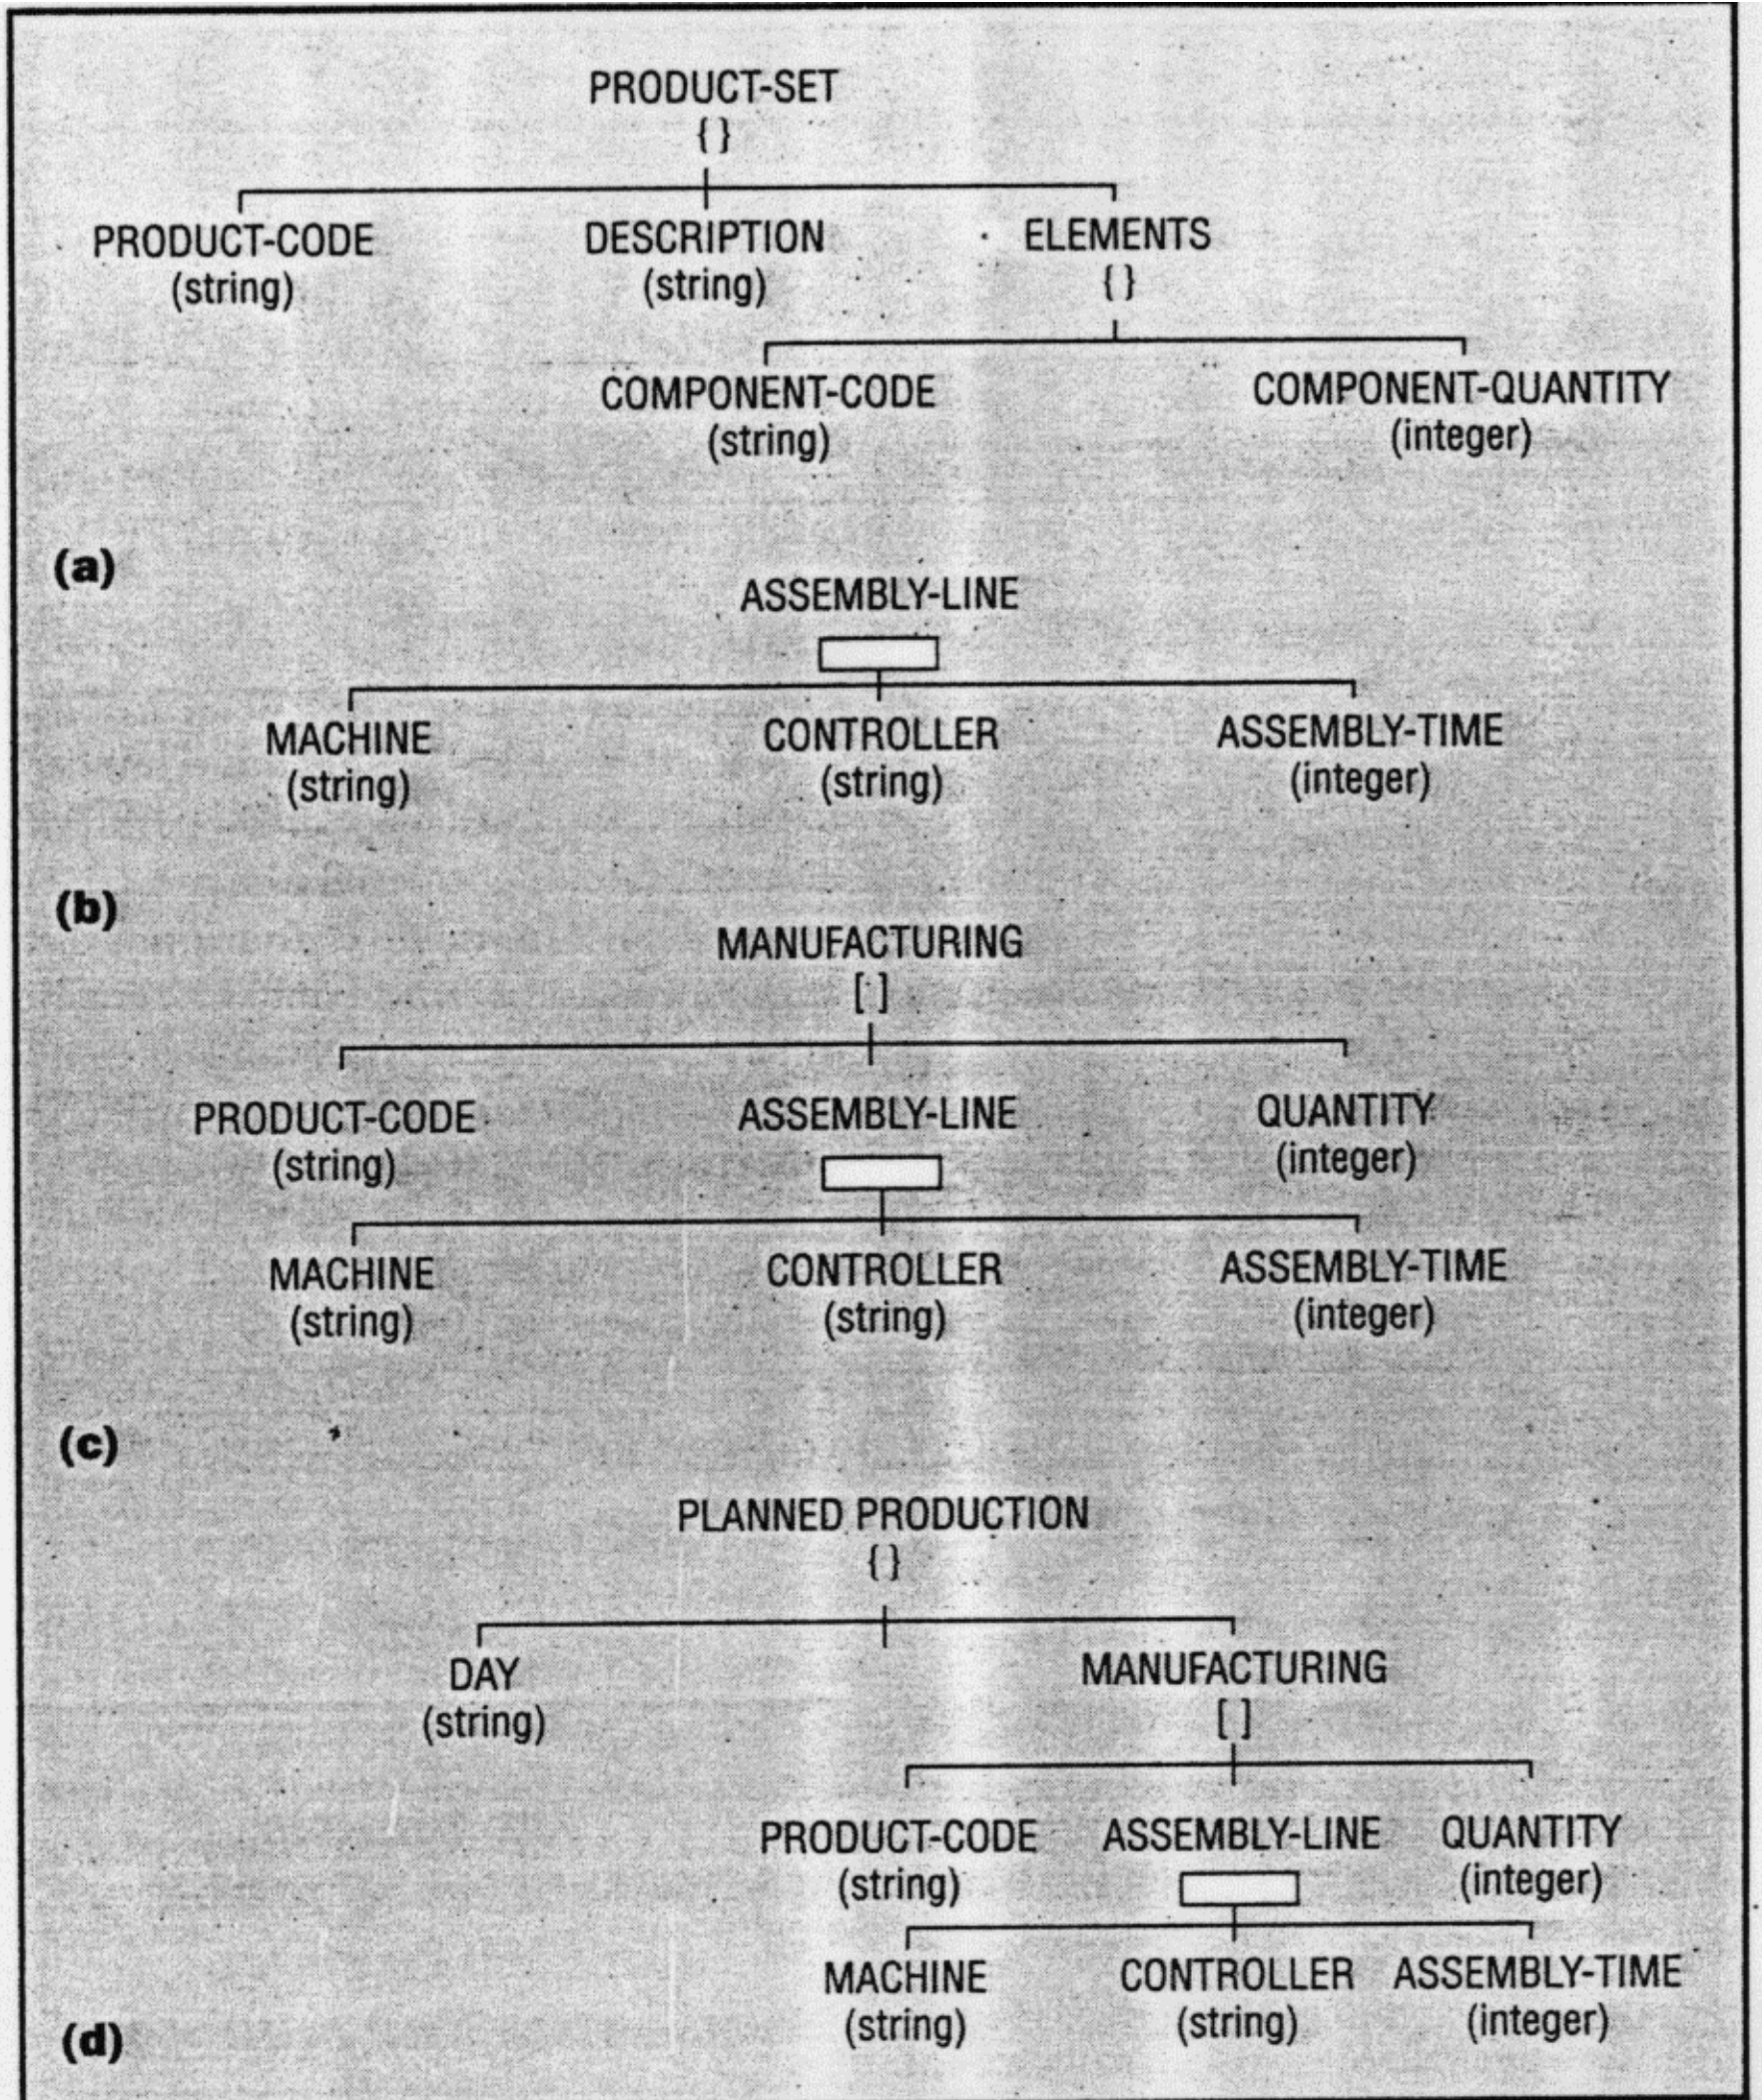 PRODUCT-SET
{ }
PRODUCT-CODE DESCRIPTION ELEMENTS
(string) (string) { }
COMPONENT-CODE COMPONENT-QUANTITY
(string) (integer)
(a)
ASSEMBLY-LINE
MACHINE CONTROLLER ASSEMBLY-TIME
(string) (string) (integer)
(b)
MANUFACTURING
[ ]
PRODUCT-CODE ASSEMBLY-LINE QUANTITY
(string) (integer)
MACHINE CONTROLLER ASSEMBLY-TIME
(string) (string) (integer)
(c)
PLANNED PRODUCTION
{ }
DAY MANUFACTURING
(string) [ ]
PRODUCT-CODE ASSEMBLY-LINE QUANTITY
(string) (integer)
MACHINE CONTROLLER ASSEMBLY-TIME
(string) (string) (integer)
(d)